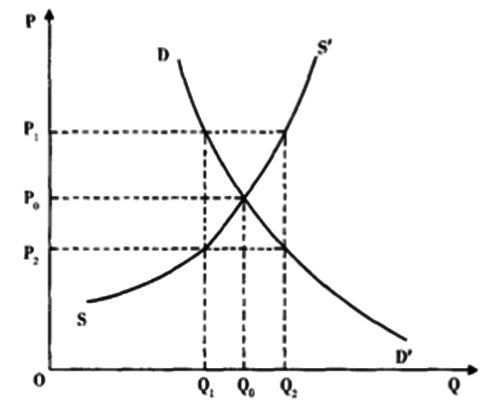 P
D
S'
P₁
P₀
P₂
S
D'
O
Q₁
Q₀
Q₂
Q